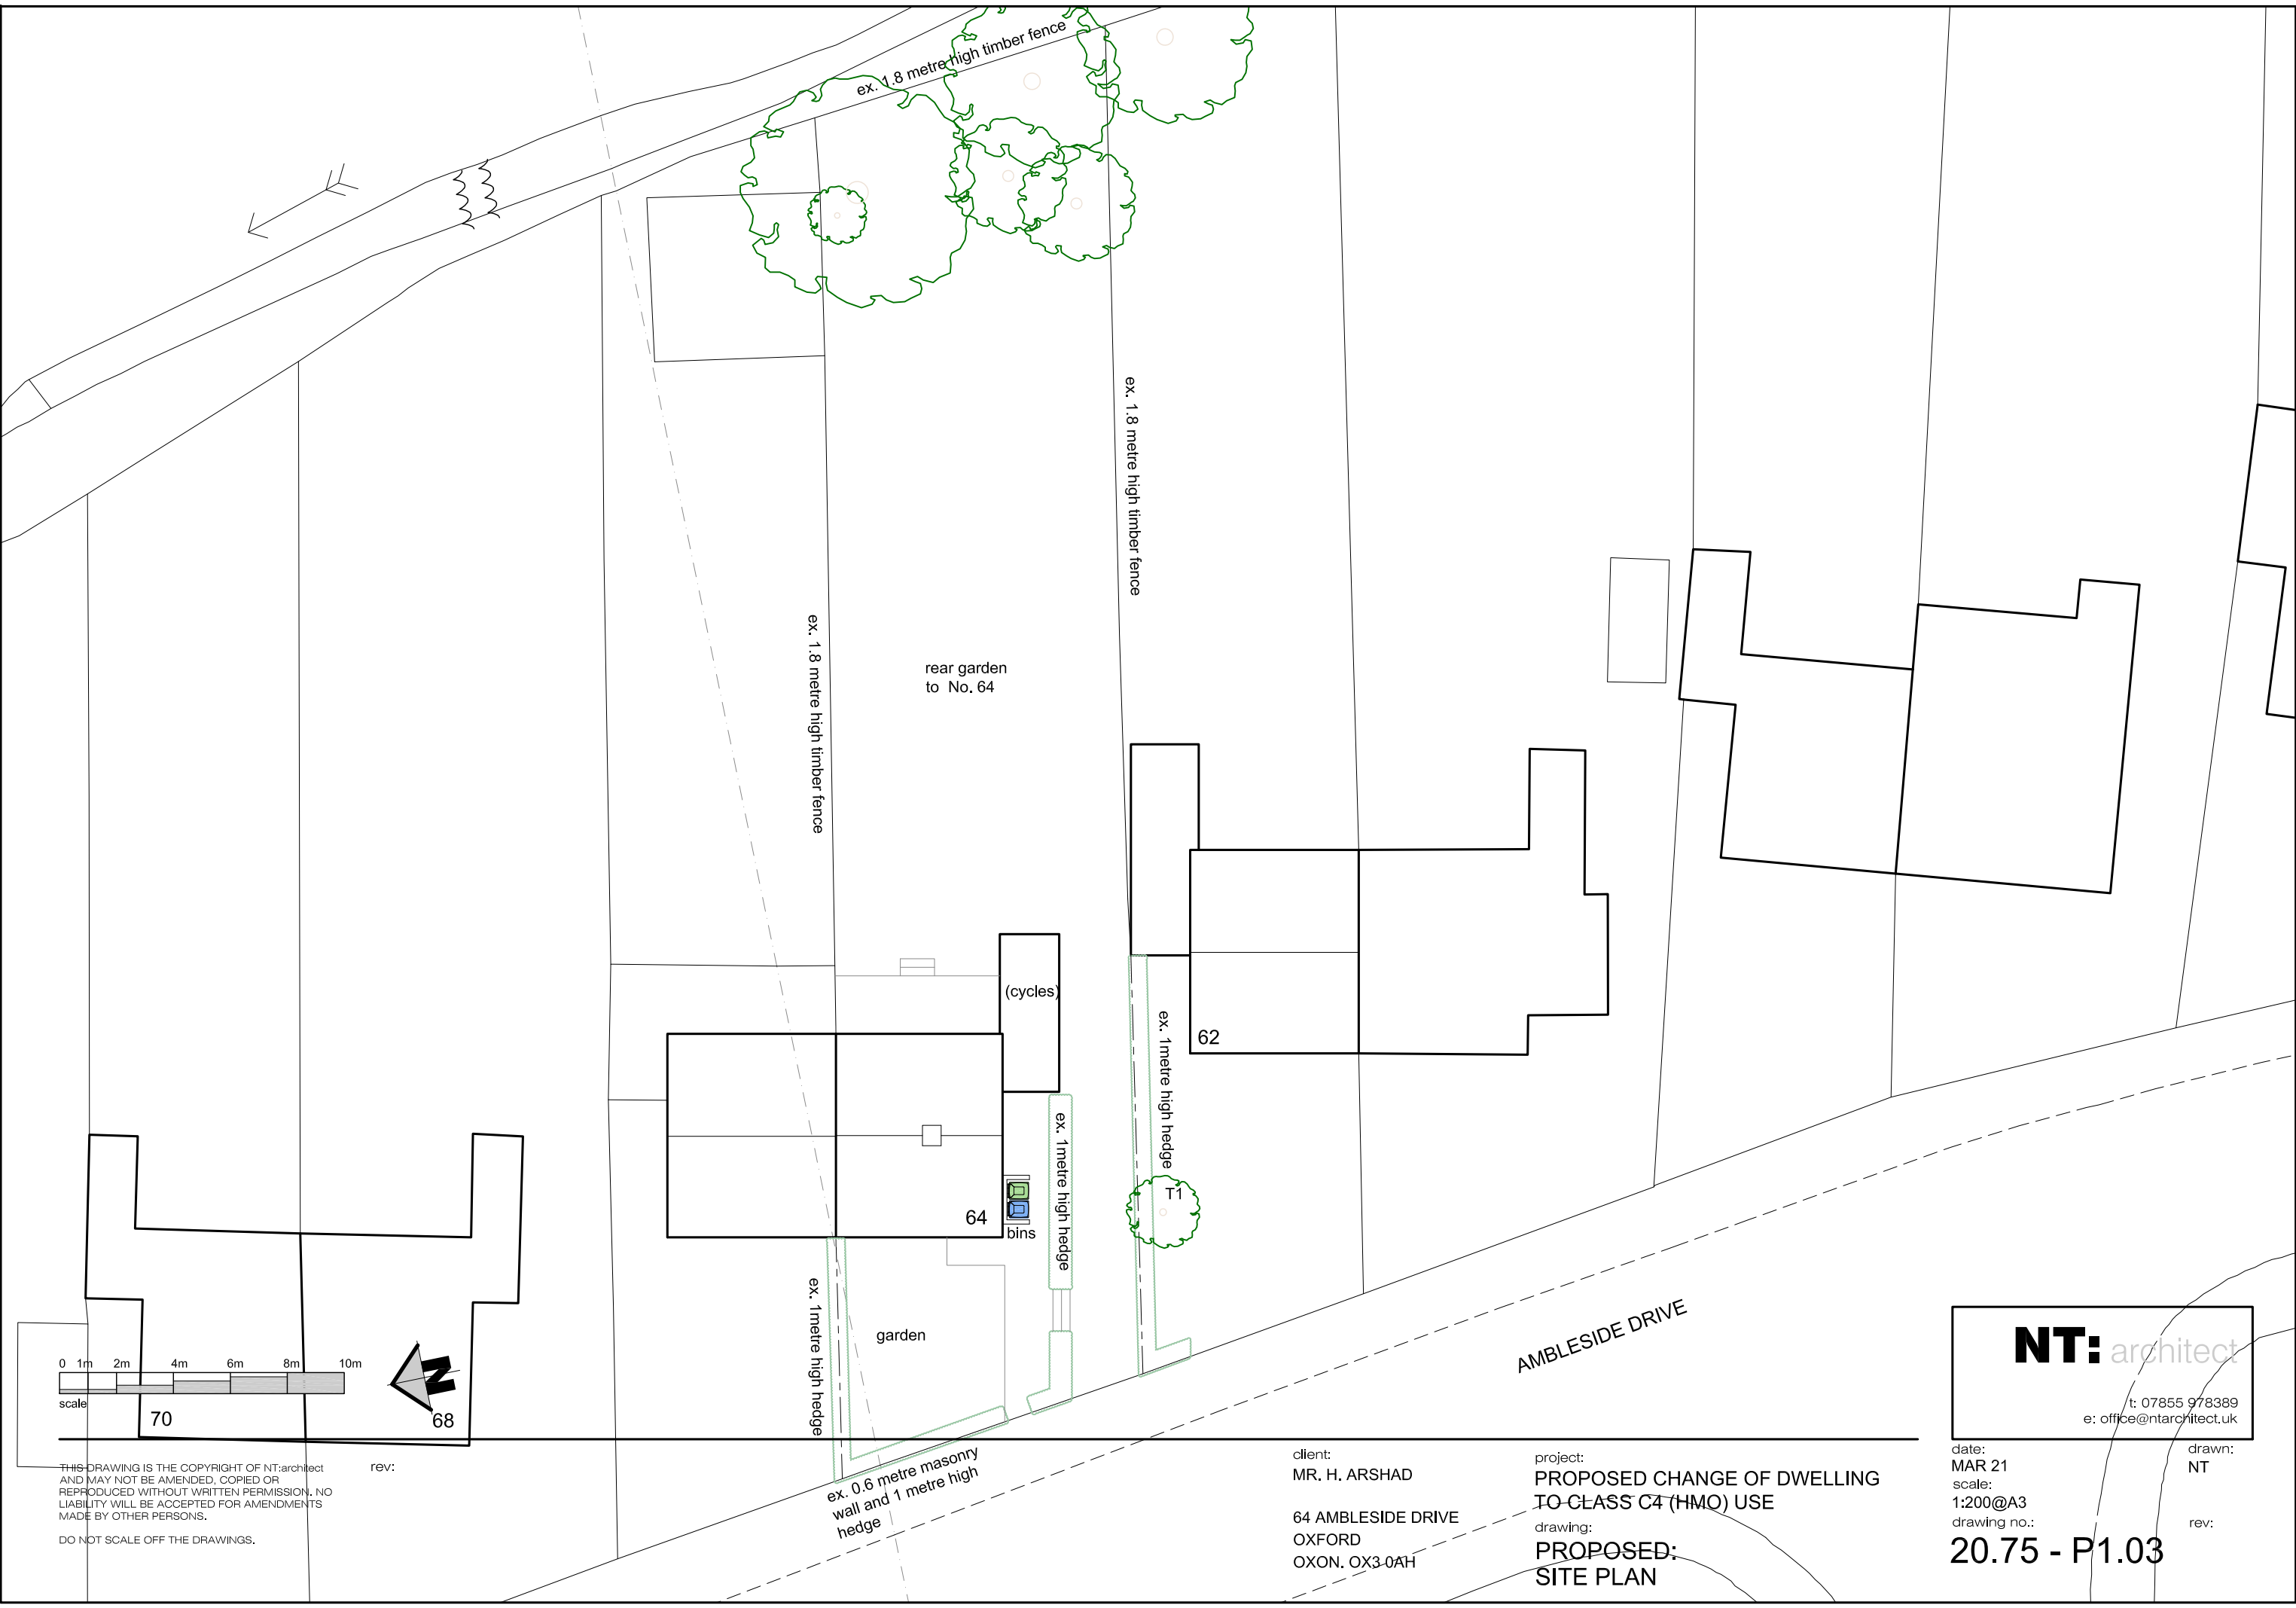 ex. 1.8 metre high timber fence
ex. 1.8 metre high timber fence
ex. 1.8 metre high timber fence
rear garden
to No. 64
(cycles)
62
ex. 1metre high hedge
ex. 1metre high hedge
T1
64
bins
ex. 1metre high hedge
garden
AMBLESIDE DRIVE
0 1m 2m 4m 6m 8m 10m
scale
N
70
68
ex. 0.6 metre masonry
wall and 1 metre high
hedge
THIS DRAWING IS THE COPYRIGHT OF NT:architect
AND MAY NOT BE AMENDED, COPIED OR
REPRODUCED WITHOUT WRITTEN PERMISSION. NO
LIABILITY WILL BE ACCEPTED FOR AMENDMENTS
MADE BY OTHER PERSONS.
DO NOT SCALE OFF THE DRAWINGS.
rev:
client:
MR. H. ARSHAD
64 AMBLESIDE DRIVE
OXFORD
OXON. OX3 0AH
project:
PROPOSED CHANGE OF DWELLING
TO CLASS C4 (HMO) USE
drawing:
PROPOSED:
SITE PLAN
NT: architect
t: 07855 978389
e: office@ntarchitect.uk
date:
MAR 21
drawn:
NT
scale:
1:200@A3
drawing no.:
20.75 - P1.03
rev: